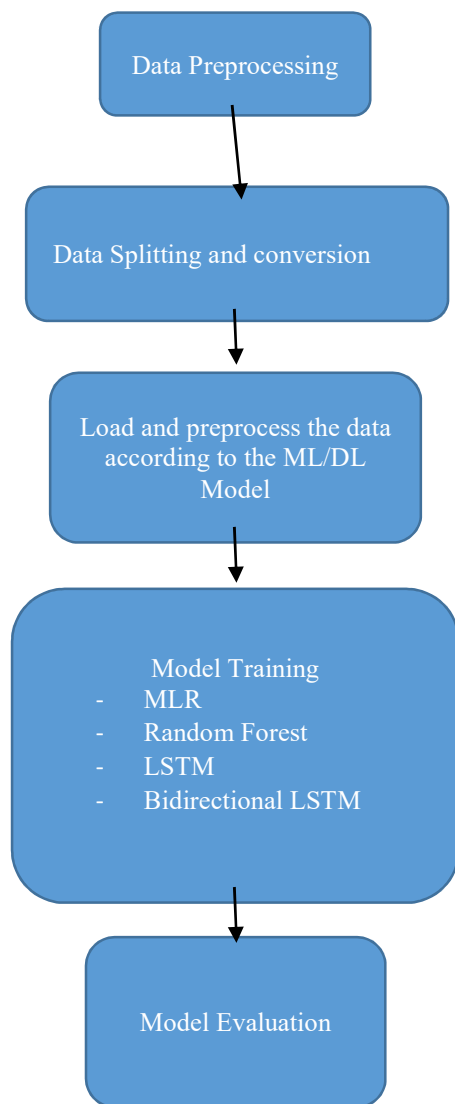 Data Preprocessing
Data Splitting and conversion
Load and preprocess the data
according to the ML/DL
Model
Model Training
- MLR
- Random Forest
- LSTM
- Bidirectional LSTM
Model Evaluation